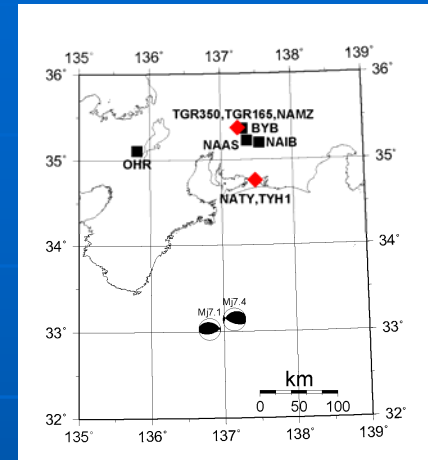 135° 136° 137° 138° 139°
36° 36°
TGR350,TGR165,NAMZ
BYB
NAAS NAIB
35° 35°
OHR
NATY,TYH1
34° 34°
Mj7.1 Mj7.4
33° 33°
km
0 50 100
32° 32°
135° 136° 137° 138° 139°